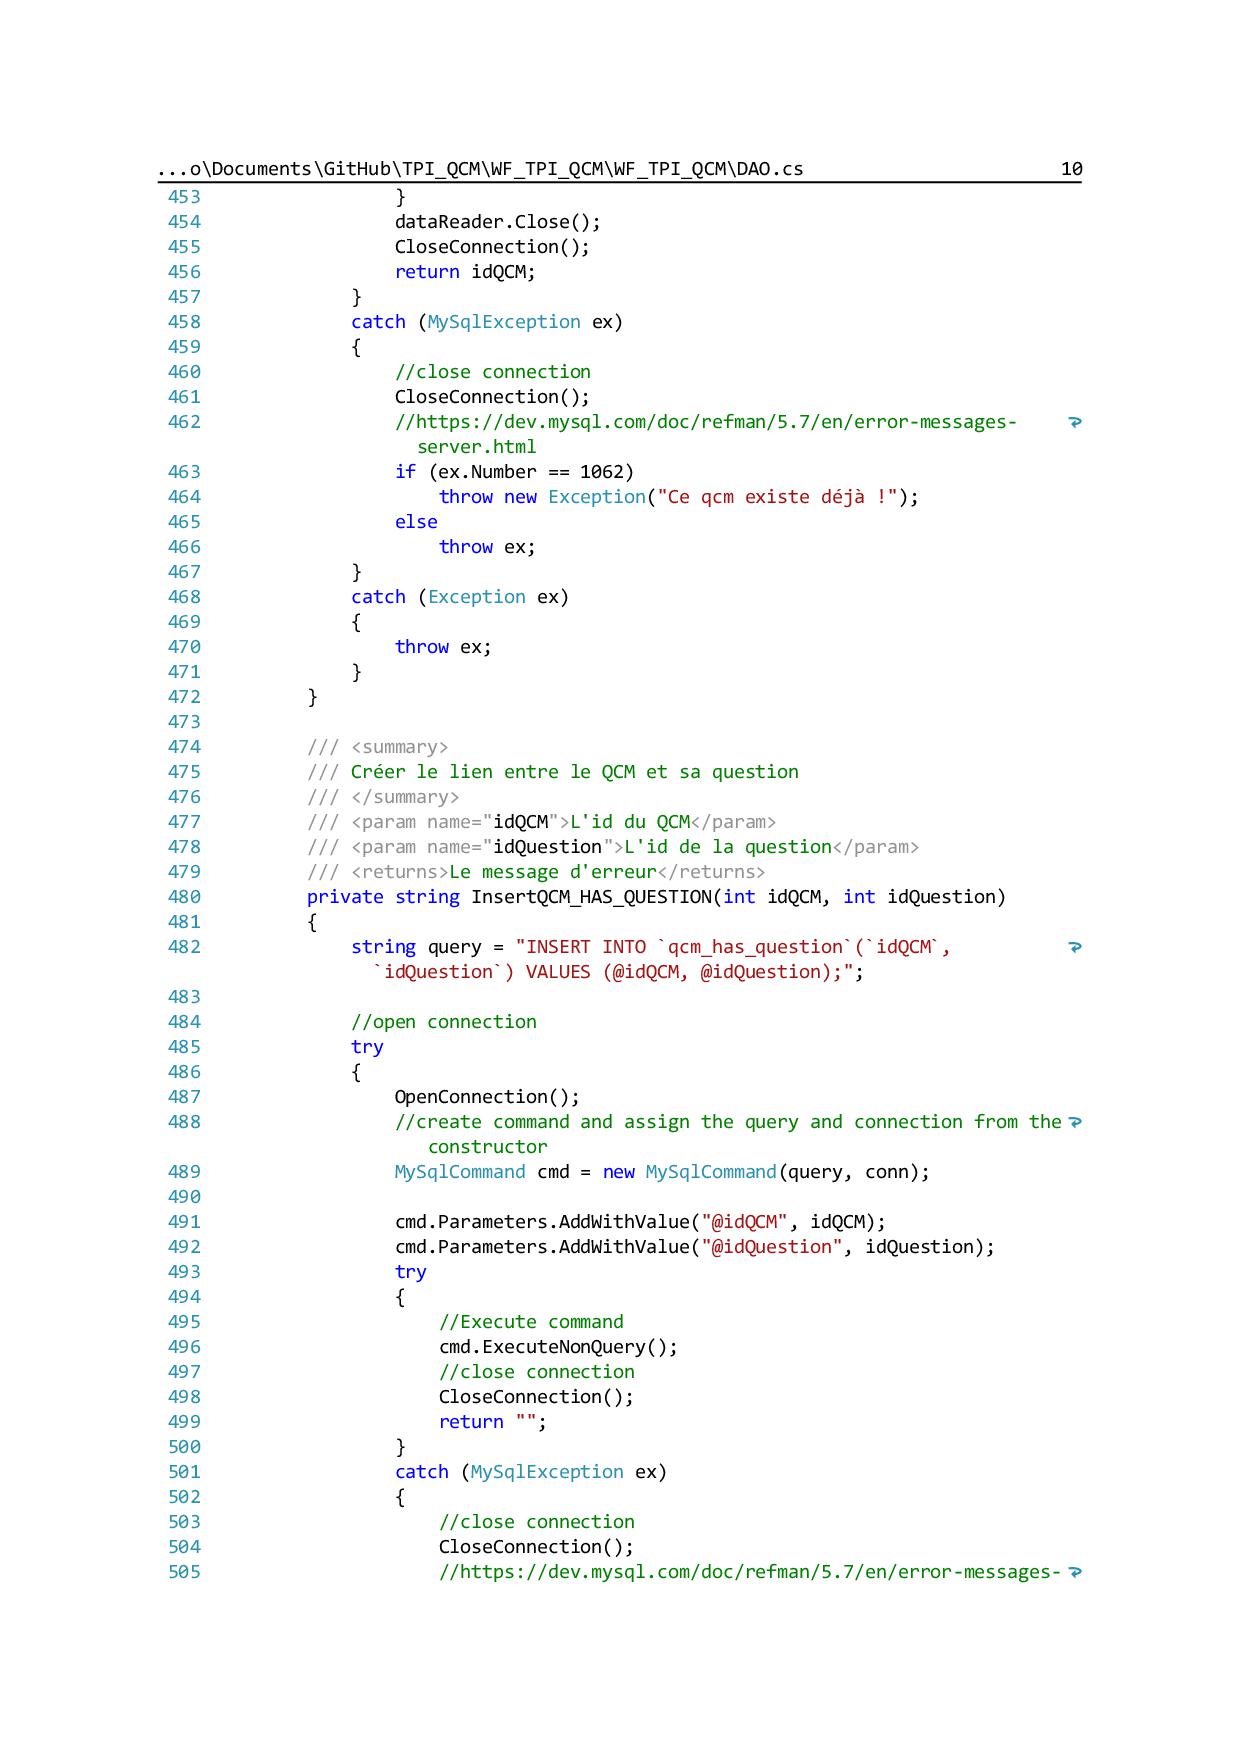 ...o\Documents\GitHub\TPI_QCM\WF_TPI_QCM\WF_TPI_QCM\DAO.cs 10
453 }
454 dataReader.Close();
455 CloseConnection();
456 return idQCM;
457 }
458 catch (MySqlException ex)
459 {
460 //close connection
461 CloseConnection();
462 //https://dev.mysql.com/doc/refman/5.7/en/error-messages-
server.html
463 if (ex.Number == 1062)
464 throw new Exception("Ce qcm existe déjà !");
465 else
466 throw ex;
467 }
468 catch (Exception ex)
469 {
470 throw ex;
471 }
472 }
473
474 /// <summary>
475 /// Créer le lien entre le QCM et sa question
476 /// </summary>
477 /// <param name="idQCM">L'id du QCM</param>
478 /// <param name="idQuestion">L'id de la question</param>
479 /// <returns>Le message d'erreur</returns>
480 private string InsertQCM_HAS_QUESTION(int idQCM, int idQuestion)
481 {
482 string query = "INSERT INTO `qcm_has_question`(`idQCM`,
`idQuestion`) VALUES (@idQCM, @idQuestion);";
483
484 //open connection
485 try
486 {
487 OpenConnection();
488 //create command and assign the query and connection from the
constructor
489 MySqlCommand cmd = new MySqlCommand(query, conn);
490
491 cmd.Parameters.AddWithValue("@idQCM", idQCM);
492 cmd.Parameters.AddWithValue("@idQuestion", idQuestion);
493 try
494 {
495 //Execute command
496 cmd.ExecuteNonQuery();
497 //close connection
498 CloseConnection();
499 return "";
500 }
501 catch (MySqlException ex)
502 {
503 //close connection
504 CloseConnection();
505 //https://dev.mysql.com/doc/refman/5.7/en/error-messages-